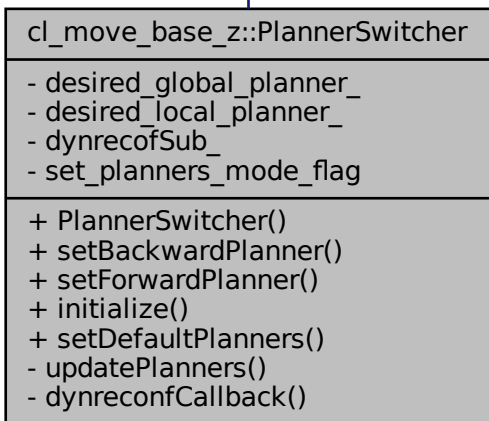 cl_move_base_z::PlannerSwitcher
- desired_global_planner_
- desired_local_planner_
- dynrecofSub_
- set_planners_mode_flag
+ PlannerSwitcher()
+ setBackwardPlanner()
+ setForwardPlanner()
+ initialize()
+ setDefaultPlanners()
- updatePlanners()
- dynreconfCallback()